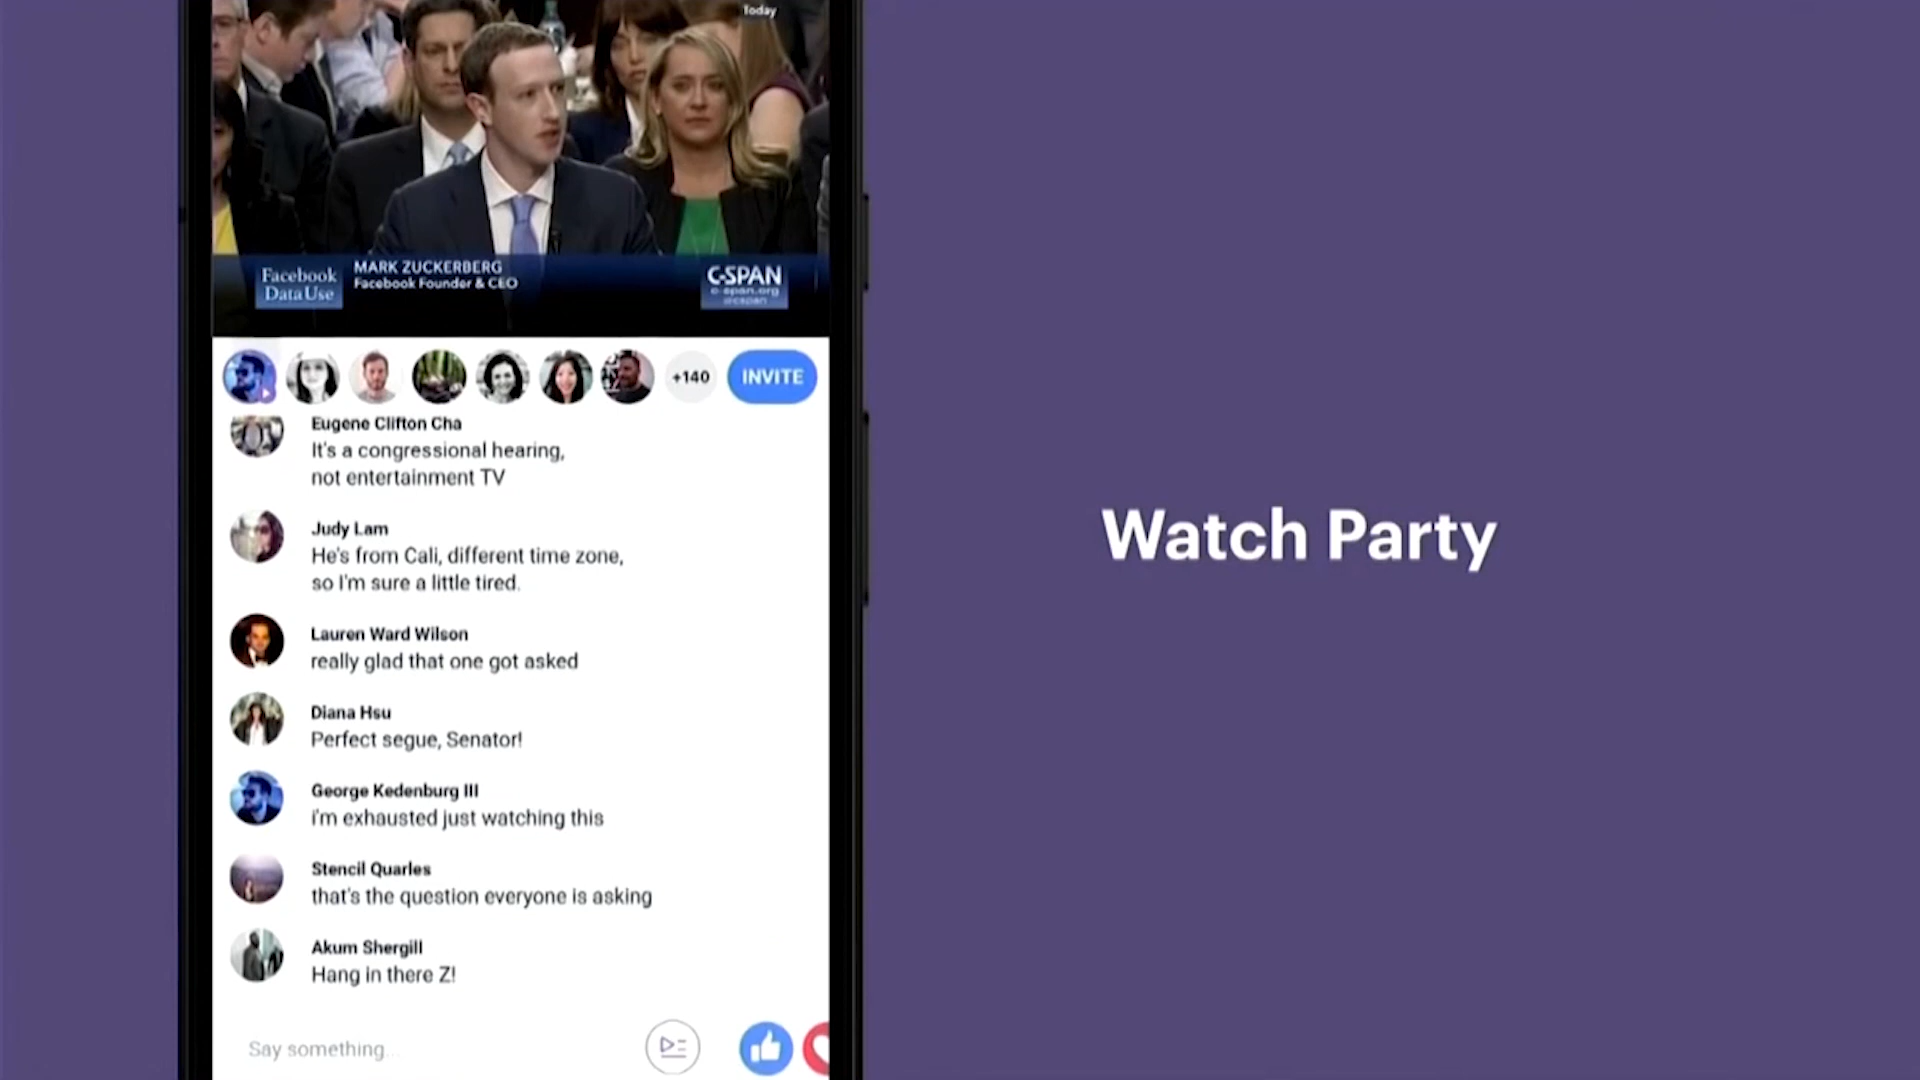 Today
Facebook
Data Use
MARK ZUCKERBERG
Facebook Founder & CEO
C-SPAN
c-span.org
@cspan
+140
INVITE
Eugene Clifton Cha
It's a congressional hearing,
not entertainment TV
Judy Lam
He's from Cali, different time zone,
so I'm sure a little tired.
Lauren Ward Wilson
really glad that one got asked
Diana Hsu
Perfect segue, Senator!
George Kedenburg III
i'm exhausted just watching this
Stencil Quarles
that's the question everyone is asking
Akum Shergill
Hang in there Z!
Say something...
Watch Party